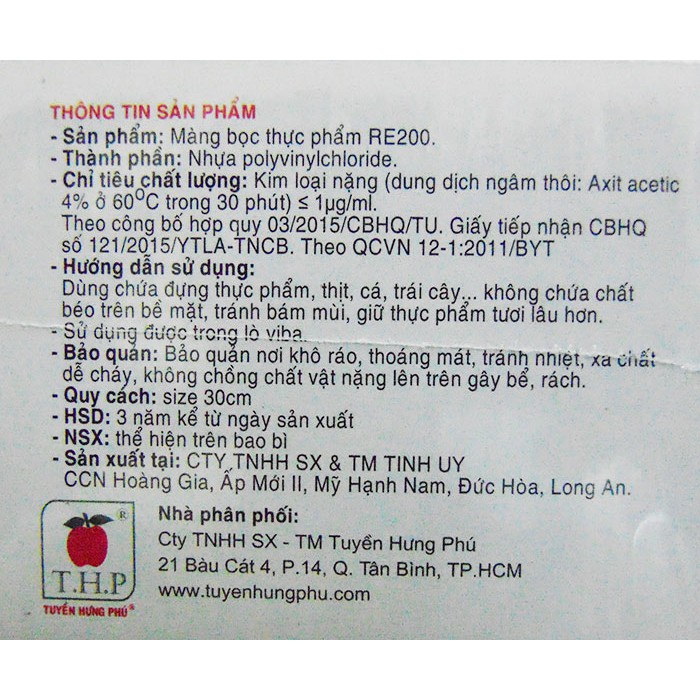 THÔNG TIN SẢN PHẨM
- Sản phẩm: Màng bọc thực phẩm RE200.
- Thành phần: Nhựa polyvinylchloride.
- Chỉ tiêu chất lượng: Kim loại nặng (dung dịch ngâm thôi: Axit acetic
4% ở 60⁰C trong 30 phút) ≤ 1µg/ml.
Theo công bố hợp quy 03/2015/CBHQ/TU. Giấy tiếp nhận CBHQ
số 121/2015/YTLA-TNCB. Theo QCVN 12-1:2011/BYT
- Hướng dẫn sử dụng:
Dùng chứa đựng thực phẩm, thịt, cá, trái cây... không chứa chất
béo trên bề mặt, tránh bám mùi, giữ thực phẩm tươi lâu hơn.
- Sử dụng được trong lò viba.
- Bảo quản: Bảo quản nơi khô ráo, thoáng mát, tránh nhiệt, xa chất
dễ cháy, không chồng chất vật nặng lên trên gây bể, rách.
- Quy cách: size 30cm
- HSD: 3 năm kể từ ngày sản xuất
- NSX: thể hiện trên bao bì
- Sản xuất tại: CTY TNHH SX & TM TINH UY
CCN Hoàng Gia, Ấp Mới II, Mỹ Hạnh Nam, Đức Hòa, Long An.
Nhà phân phối:
Cty TNHH SX - TM Tuyền Hưng Phú
21 Bàu Cát 4, P.14, Q. Tân Bình, TP.HCM
www.tuyenhungphu.com
®
T.H.P
TUYỀN HƯNG PHÚ®